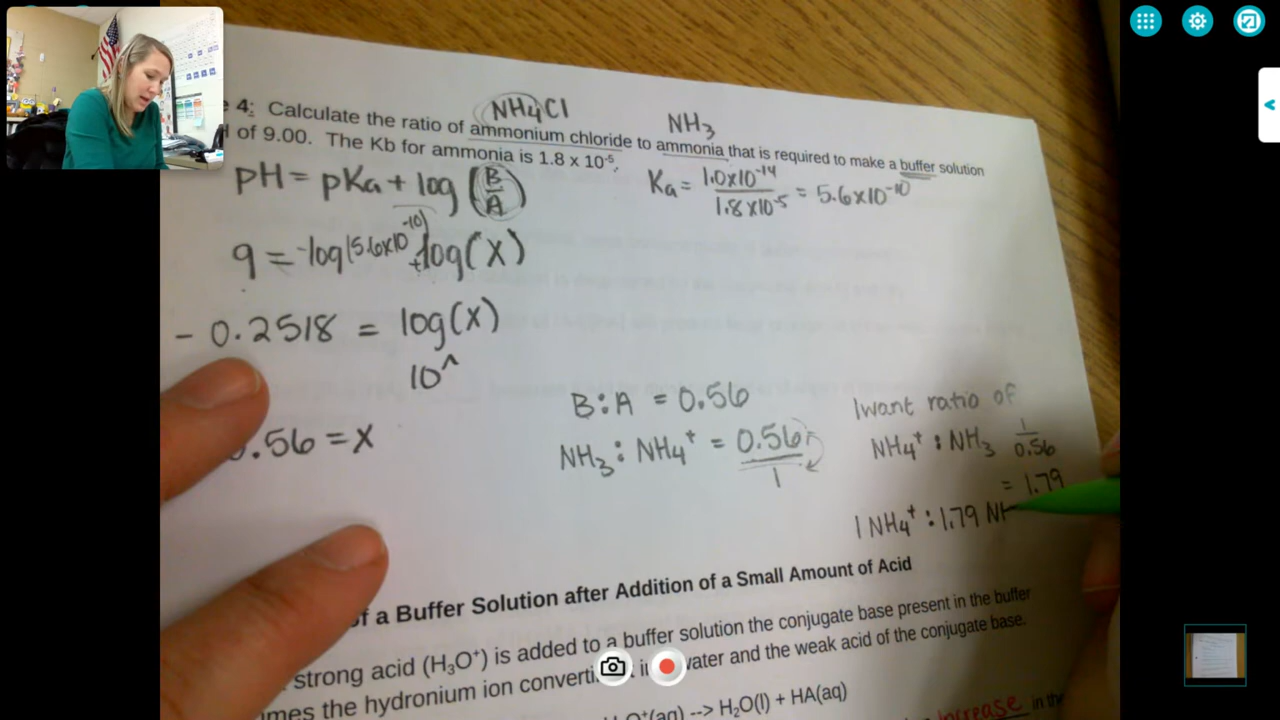 NH4Cl NH3
4: Calculate the ratio of ammonium chloride to ammonia that is required to make a buffer solution
of 9.00. The Kb for ammonia is 1.8 x 10-5.
pH = pKa + log (B/A)
Ka = 1.0x10-14 / 1.8x10-5 = 5.6x10-10
9 = -log(5.6x10-10) + log(x)
- 0.2518 = log(x)
10^
.56 = x
B:A = 0.56
NH3 : NH4+ = 0.56/1
I want ratio of
NH4+ : NH3 1/0.56
= 1.79
1 NH4+ : 1.79 NH
of a Buffer Solution after Addition of a Small Amount of Acid
strong acid (H3O+) is added to a buffer solution the conjugate base present in the buffer
the hydronium ion convert water and the weak acid of the conjugate base.
--> H2O(l) + HA(aq)
increase in the